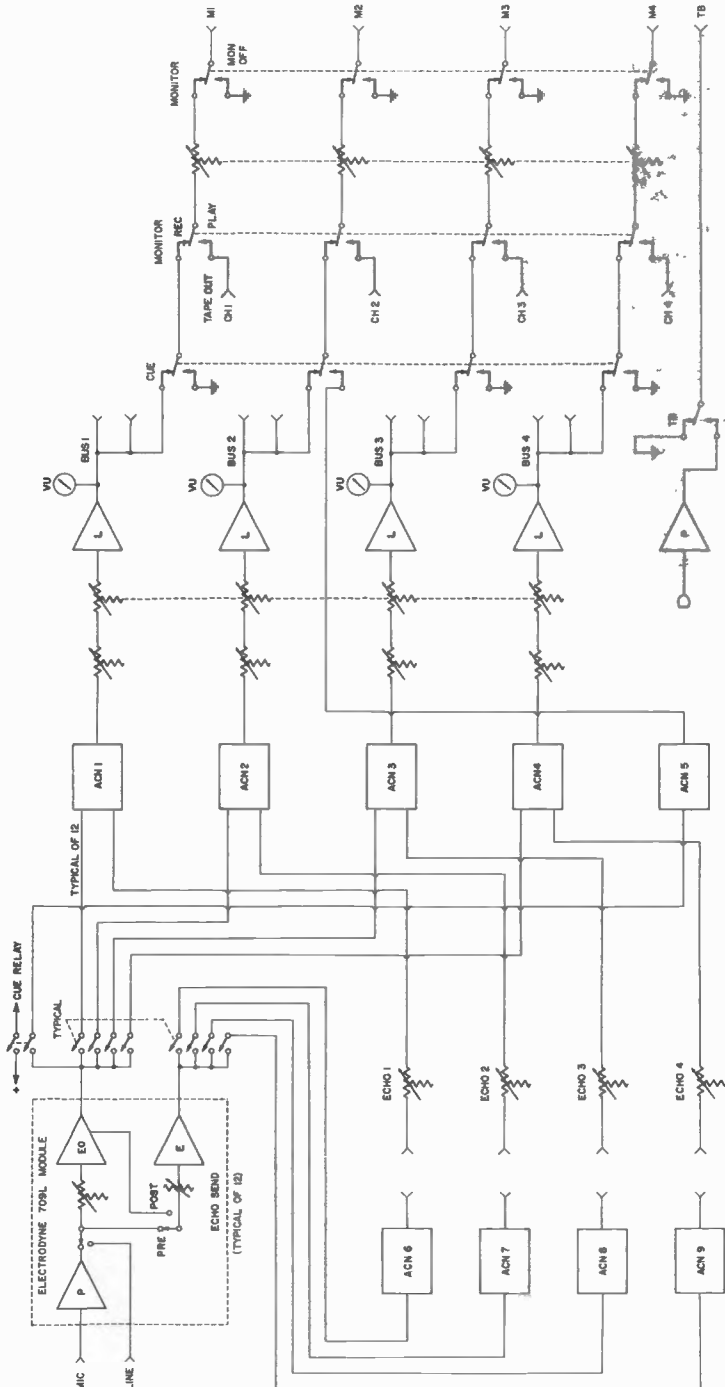 M1
M2
M3
M4
TB
MONITOR
MON
OFF
MONITOR
REC
PLAY
TAPE OUT
CH 1
CH 2
CH 3
CH 4
CUE
TB
P
VU
BUS 1
L
VU
BUS 2
L
VU
BUS 3
L
VU
BUS 4
L
ACN 1
ACN 2
ACN 3
ACN4
ACN 5
TYPICAL OF 12
CUE RELAY
+
TYPICAL
ELECTRODYNE 709L MODULE
P
EQ
E
PRE
POST
ECHO SEND
(TYPICAL OF 12)
MIC
LINE
ECHO 1
ECHO 2
ECHO 3
ECHO 4
ACN 6
ACN 7
ACN 8
ACN 9